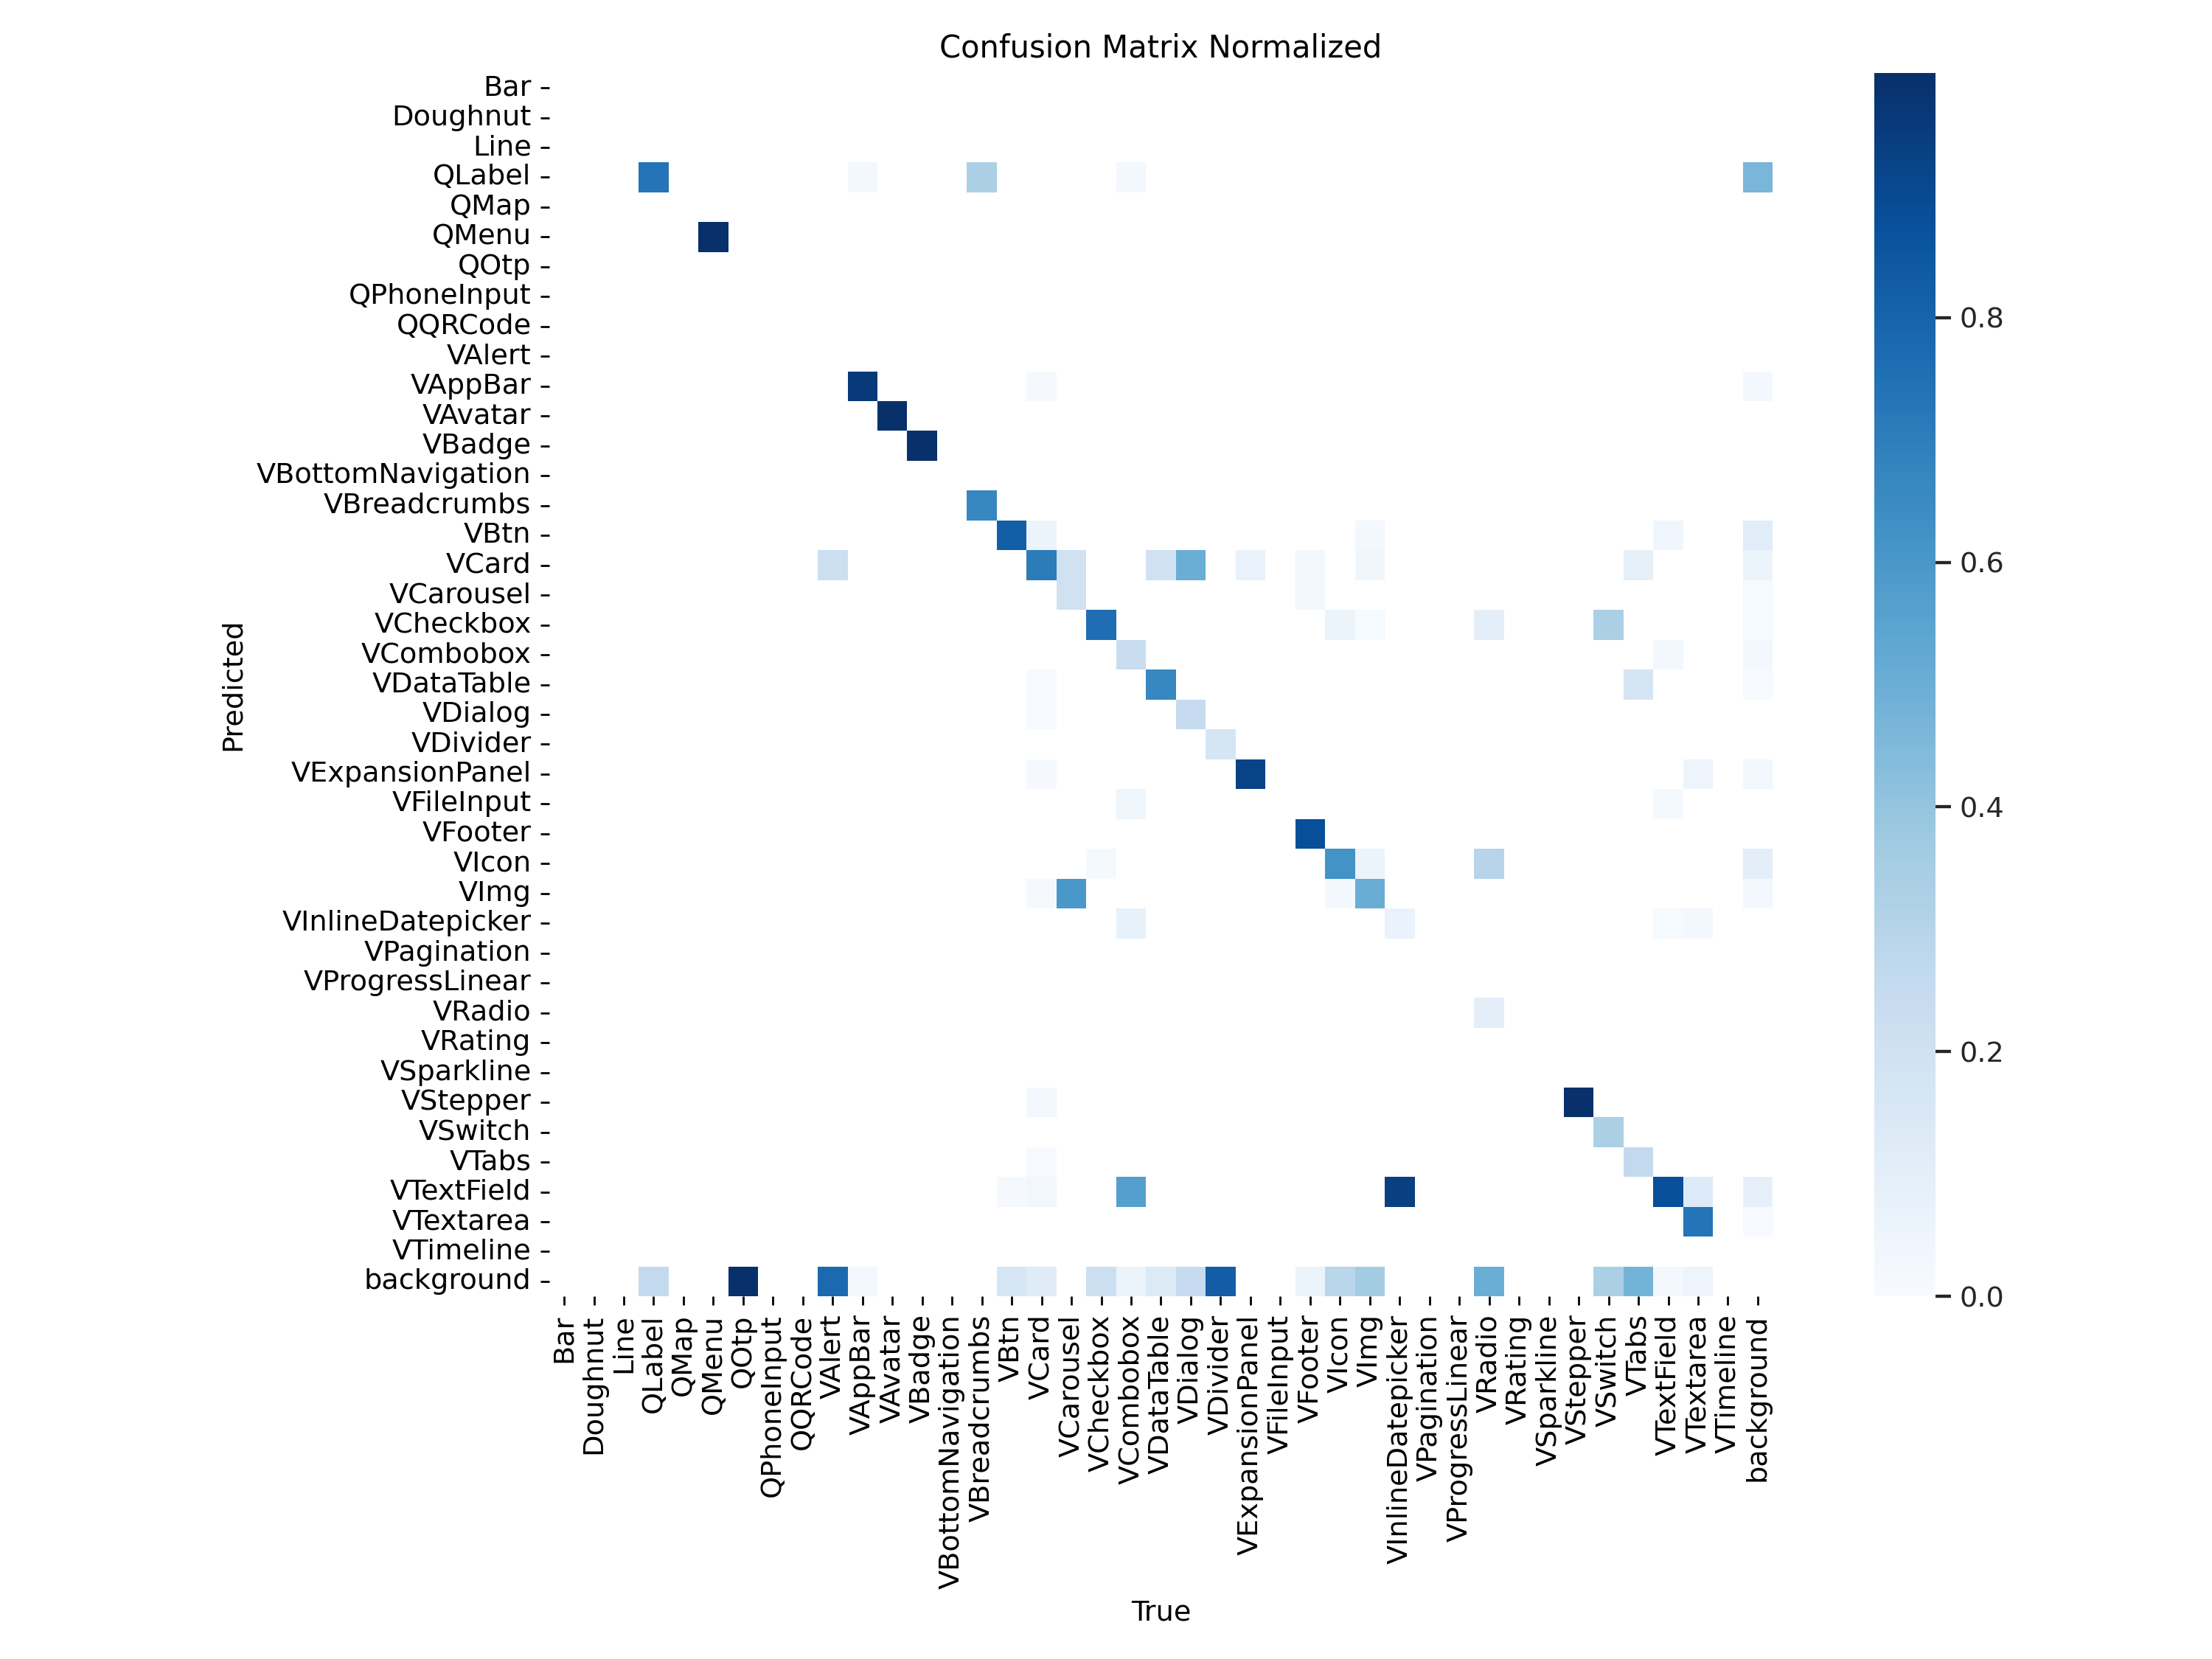 Confusion Matrix Normalized
Bar
Doughnut
Line
QLabel
QMap
QMenu
QOtp
QPhoneInput
QQRCode
VAlert
VAppBar
VAvatar
VBadge
VBottomNavigation
VBreadcrumbs
VBtn
VCard
VCarousel
VCheckbox
VCombobox
VDataTable
VDialog
VDivider
VExpansionPanel
VFileInput
VFooter
VIcon
VImg
VInlineDatepicker
VPagination
VProgressLinear
VRadio
VRating
VSparkline
VStepper
VSwitch
VTabs
VTextField
VTextarea
VTimeline
background
Predicted
Bar
Doughnut
Line
QLabel
QMap
QMenu
QOtp
QPhoneInput
QQRCode
VAlert
VAppBar
VAvatar
VBadge
VBottomNavigation
VBreadcrumbs
VBtn
VCard
VCarousel
VCheckbox
VCombobox
VDataTable
VDialog
VDivider
VExpansionPanel
VFileInput
VFooter
VIcon
VImg
VInlineDatepicker
VPagination
VProgressLinear
VRadio
VRating
VSparkline
VStepper
VSwitch
VTabs
VTextField
VTextarea
VTimeline
background
True
0.8
0.6
0.4
0.2
0.0